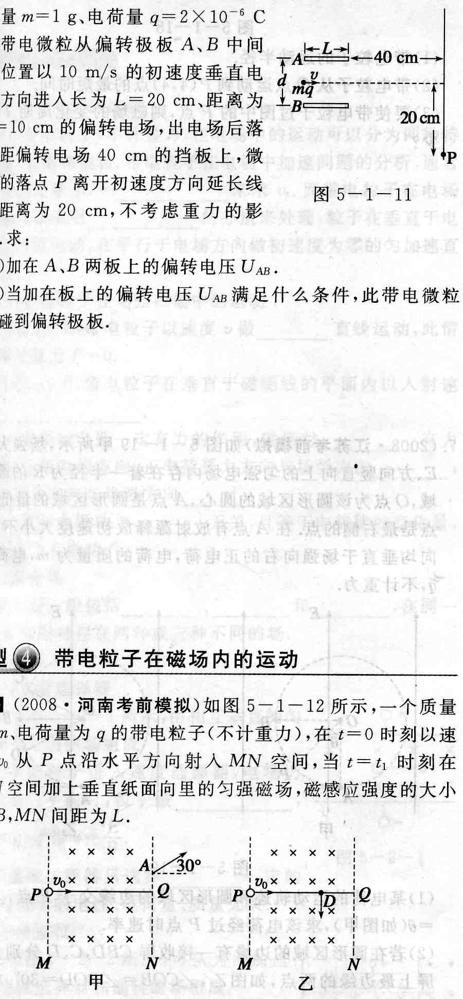 量 m=1 g、电荷量 q=2×10⁻⁶ C
带电微粒从偏转极板 A、B 中间
位置以 10 m/s 的初速度垂直电
方向进入长为 L=20 cm、距离为
=10 cm 的偏转电场,出电场后落
距偏转电场 40 cm 的挡板上,微
的落点 P 离开初速度方向延长线
距离为 20 cm,不考虑重力的影
.求:
)加在 A、B 两板上的偏转电压 U_AB.
)当加在板上的偏转电压 U_AB 满足什么条件,此带电微粒
碰到偏转极板.
L
A
40 cm
d
v
mq
B
20 cm
P
图 5-1-11
型 4 带电粒子在磁场内的运动
(2008·河南考前模拟)如图 5-1-12 所示,一个质量
m、电荷量为 q 的带电粒子(不计重力),在 t=0 时刻以速
v₀ 从 P 点沿水平方向射入 MN 空间,当 t=t₁ 时刻在
空间加上垂直纸面向里的匀强磁场,磁感应强度的大小
B,MN 间距为 L.
× × × ×
A 30°
P v₀ × × × × Q
× × × ×
× × × ×
M N
甲
× × × ×
P v₀ × × × × Q
D
× × × ×
× × × ×
M N
乙